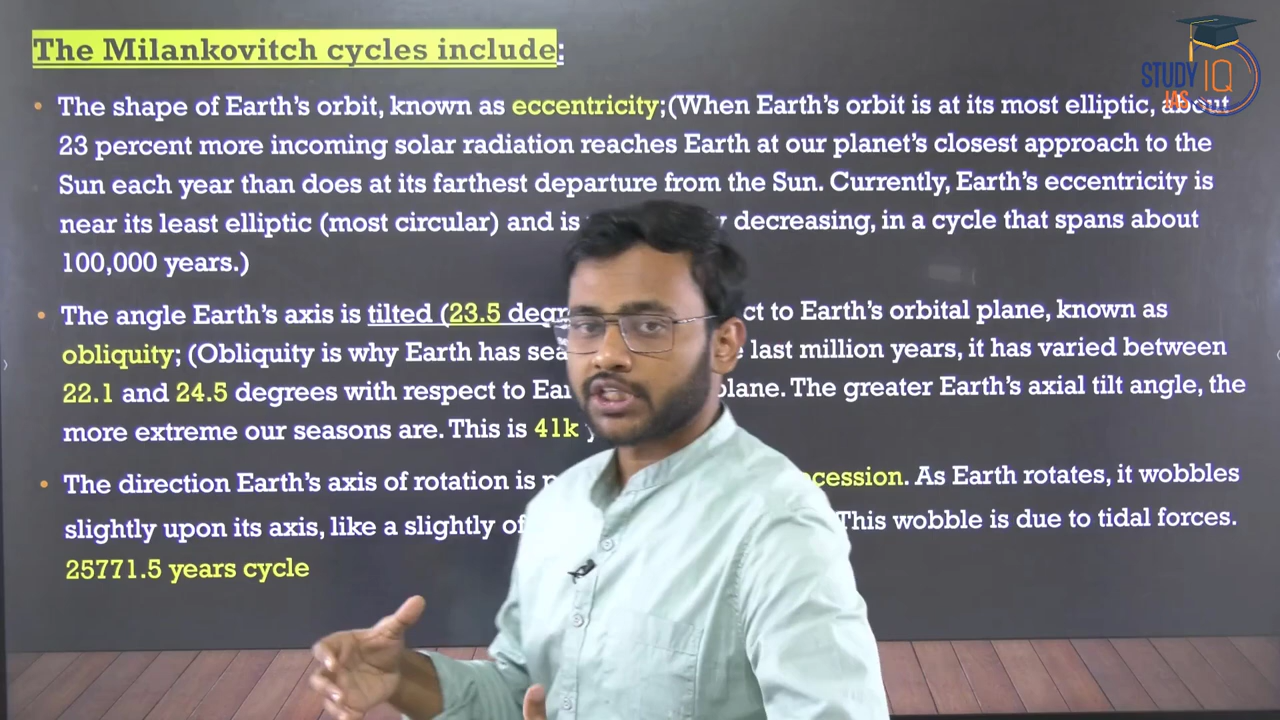 The Milankovitch cycles include:
STUDY IQ
IAS
• The shape of Earth's orbit, known as eccentricity;(When Earth's orbit is at its most elliptic, about
23 percent more incoming solar radiation reaches Earth at our planet's closest approach to the
Sun each year than does at its farthest departure from the Sun. Currently, Earth's eccentricity is
near its least elliptic (most circular) and is decreasing, in a cycle that spans about
100,000 years.)
• The angle Earth's axis is tilted (23.5 to Earth's orbital plane, known as
obliquity; (Obliquity is why Earth has last million years, it has varied between
22.1 and 24.5 degrees with respect to plane. The greater Earth's axial tilt angle, the
more extreme our seasons are. This is 41k
• The direction Earth's axis of rotation is As Earth rotates, it wobbles
slightly upon its axis, like a slightly This wobble is due to tidal forces.
25771.5 years cycle